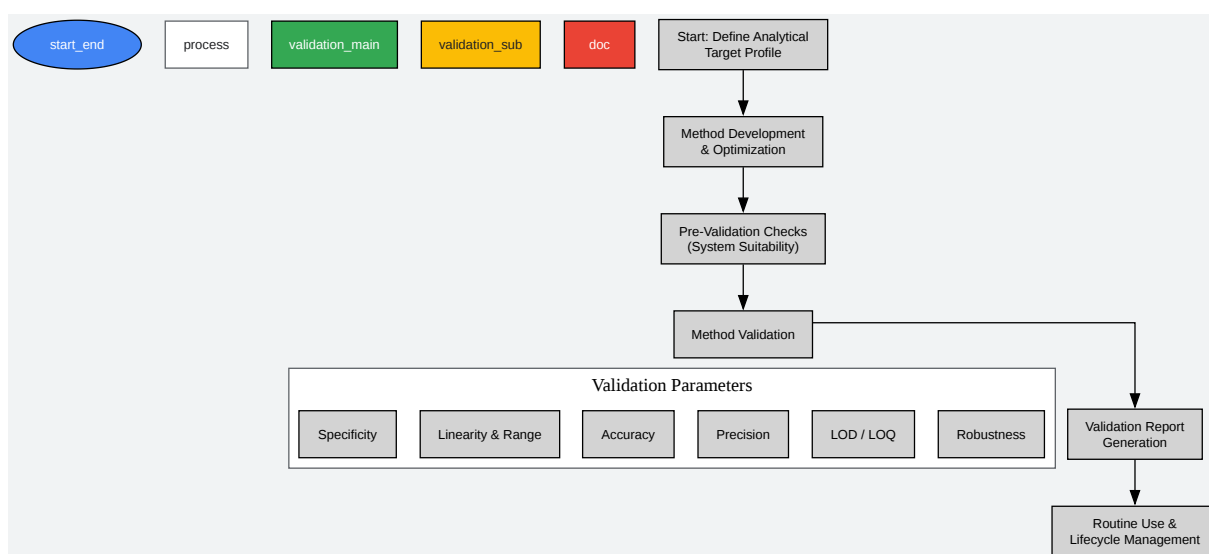 start_end
process
validation_main
validation_sub
doc
Start: Define Analytical
Target Profile
Method Development
& Optimization
Pre-Validation Checks
(System Suitability)
Method Validation
Validation Parameters
Specificity
Linearity & Range
Accuracy
Precision
LOD / LOQ
Robustness
Validation Report
Generation
Routine Use &
Lifecycle Management